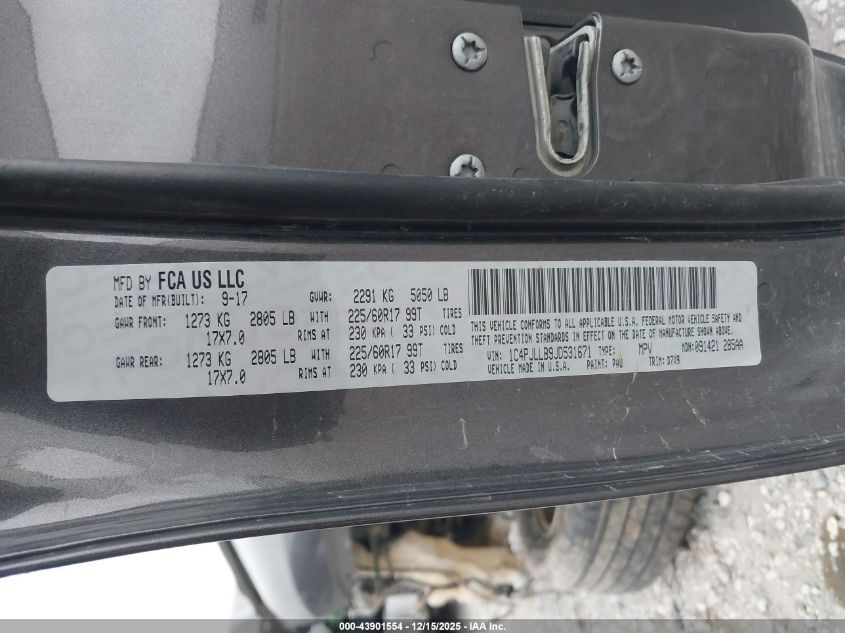 MFD BY FCA US LLC
DATE OF MFR(BUILT): 9-17 GVWR: 2291 KG 5050 LB
GAWR FRONT: 1273 KG 2805 LB WITH 225/60R17 99T TIRES
17X7.0 RIMS AT 230 KPA ( 33 PSI) COLD
GAWR REAR: 1273 KG 2805 LB WITH 225/60R17 99T TIRES
17X7.0 RIMS AT 230 KPA ( 33 PSI) COLD
THIS VEHICLE CONFORMS TO ALL APPLICABLE U.S.A. FEDERAL MOTOR VEHICLE SAFETY AND
THEFT PREVENTION STANDARDS IN EFFECT ON THE DATE OF MANUFACTURE SHOWN ABOVE.
VIN: 1C4PJLLB9JD531671 TYPE: MPV MDH: 091421 285AA
VEHICLE MADE IN U.S.A. PAINT: PAU TRIM: D7X9
000-43901554 - 12/15/2025 - IAA Inc.